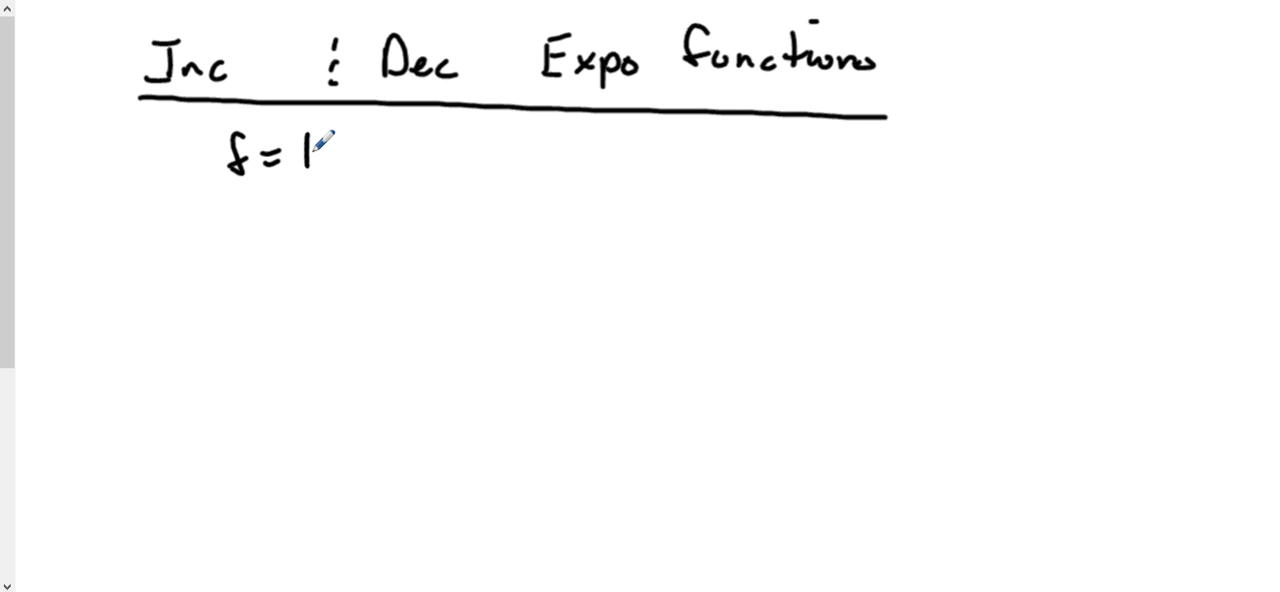 Inc & Dec Expo functions
f = 1